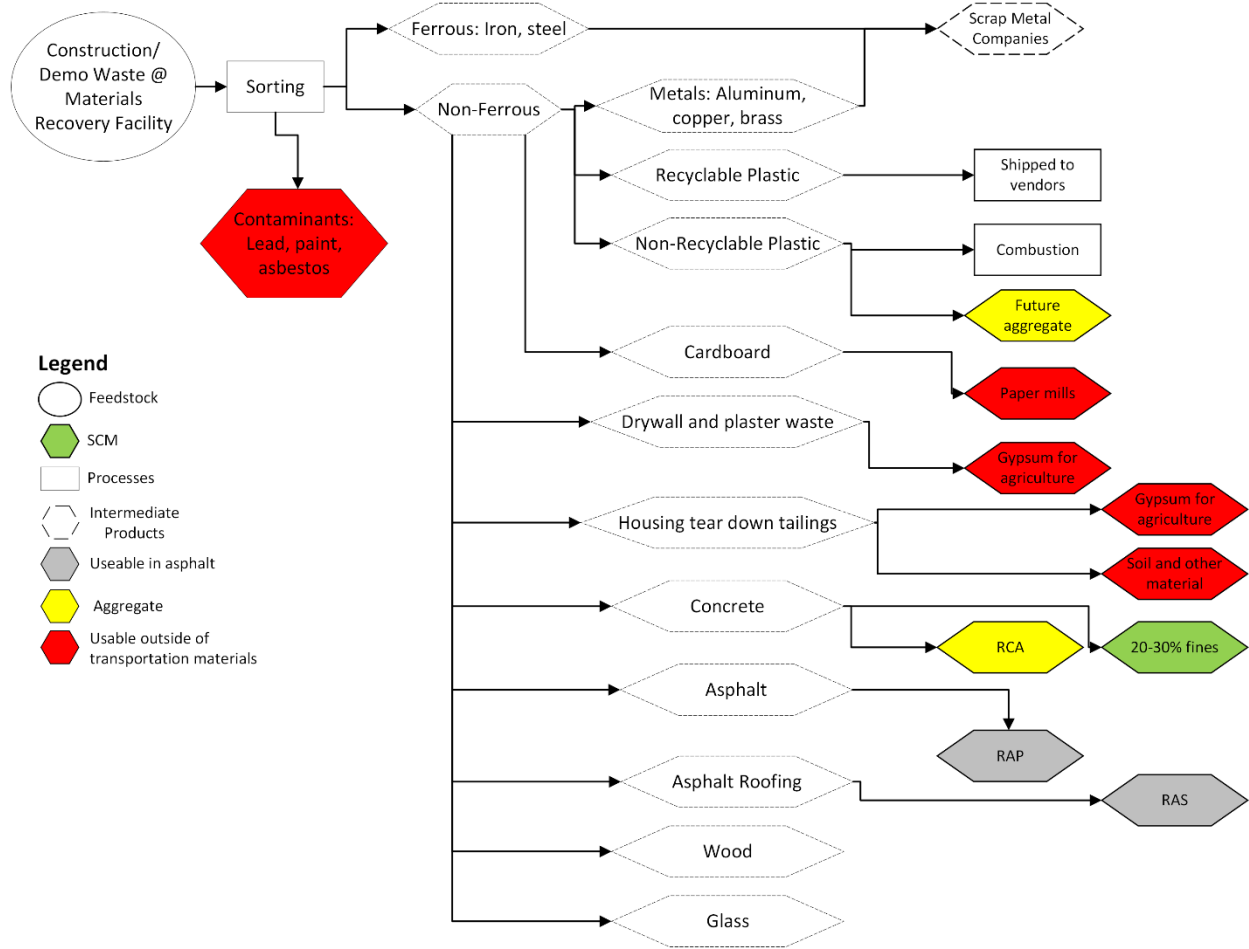 Construction/
Demo Waste @
Materials
Recovery Facility
Sorting
Contaminants:
Lead, paint,
asbestos
Ferrous: Iron, steel
Non-Ferrous
Scrap Metal
Companies
Metals: Aluminum,
copper, brass
Recyclable Plastic
Shipped to
vendors
Non-Recyclable Plastic
Combustion
Future
aggregate
Cardboard
Paper mills
Drywall and plaster waste
Gypsum for
agriculture
Housing tear down tailings
Gypsum for
agriculture
Soil and other
material
Concrete
RCA
20-30% fines
Asphalt
RAP
Asphalt Roofing
RAS
Wood
Glass
Legend
Feedstock
SCM
Processes
Intermediate
Products
Useable in asphalt
Aggregate
Usable outside of
transportation materials